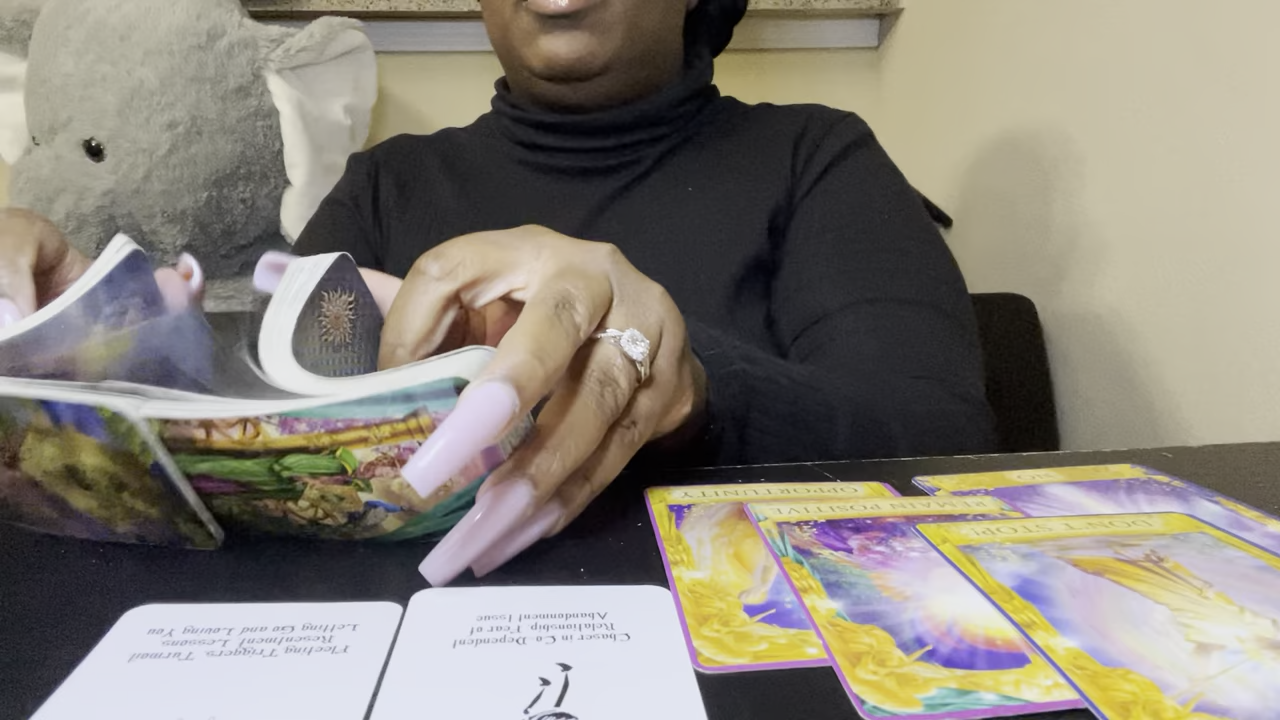 OPPORTUNITY
REMAIN POSITIVE
NO
DON'T STOP!
Fleeting Triggers, Turmoil
Resentment, Lessons
Letting Go and Loving You
Chaser in Co-Dependent
Relationship, Fear of
Abandonment Issue